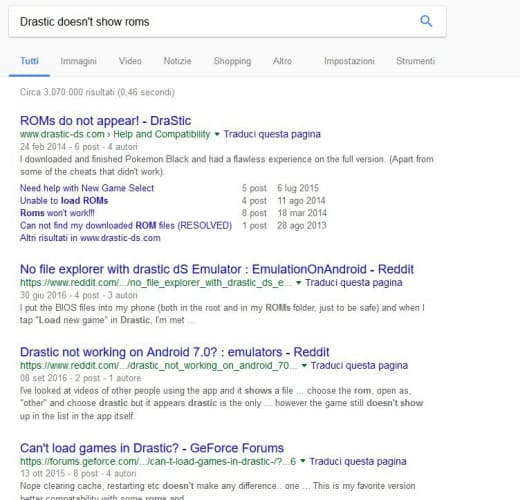 Drastic doesn't show roms
Tutti Immagini Video Notizie Shopping Altro Impostazioni Strumenti
Circa 3.070.000 risultati (0,46 secondi)
ROMs do not appear! - DraStic
www.drastic-ds.com › Help and Compatibility ▼ Traduci questa pagina
24 feb 2014 - 6 post - 4 autori
I downloaded and finished Pokemon Black and had a flawless experience on the full version. (Apart from
some of the cheats that didn't work).
Need help with New Game Select 5 post 6 lug 2015
Unable to load ROMs 4 post 11 ago 2014
Roms won't work!!! 8 post 18 mar 2014
Can not find my downloaded ROM files (RESOLVED) 1 post 28 ago 2013
Altri risultati in www.drastic-ds.com
No file explorer with drastic dS Emulator : EmulationOnAndroid - Reddit
https://www.reddit.com/.../no_file_explorer_with_drastic_ds_e... ▼ Traduci questa pagina
30 giu 2016 - 4 post - 3 autori
I put the BIOS files into my phone (both in the root and in my ROMs folder, just to be safe) and when I
tap "Load new game" in Drastic, I'm met ...
Drastic not working on Android 7.0? : emulators - Reddit
https://www.reddit.com/.../drastic_not_working_on_android_70... ▼ Traduci questa pagina
08 set 2016 - 2 post - 1 autore
I've looked at videos of other people using the app and it shows a file ... choose the rom, open as,
"other" and choose drastic but it appears drastic is the only ... however the game still doesn't show
up in the list in the app itself.
Can't load games in Drastic? - GeForce Forums
https://forums.geforce.com/.../can-t-load-games-in-drastic-/?...6 ▼ Traduci questa pagina
13 ott 2015 - 8 post - 4 autori
Nope clearing cache, restarting etc doesn't make any difference.. one ... This is my favorite version
better compatability with some roms and